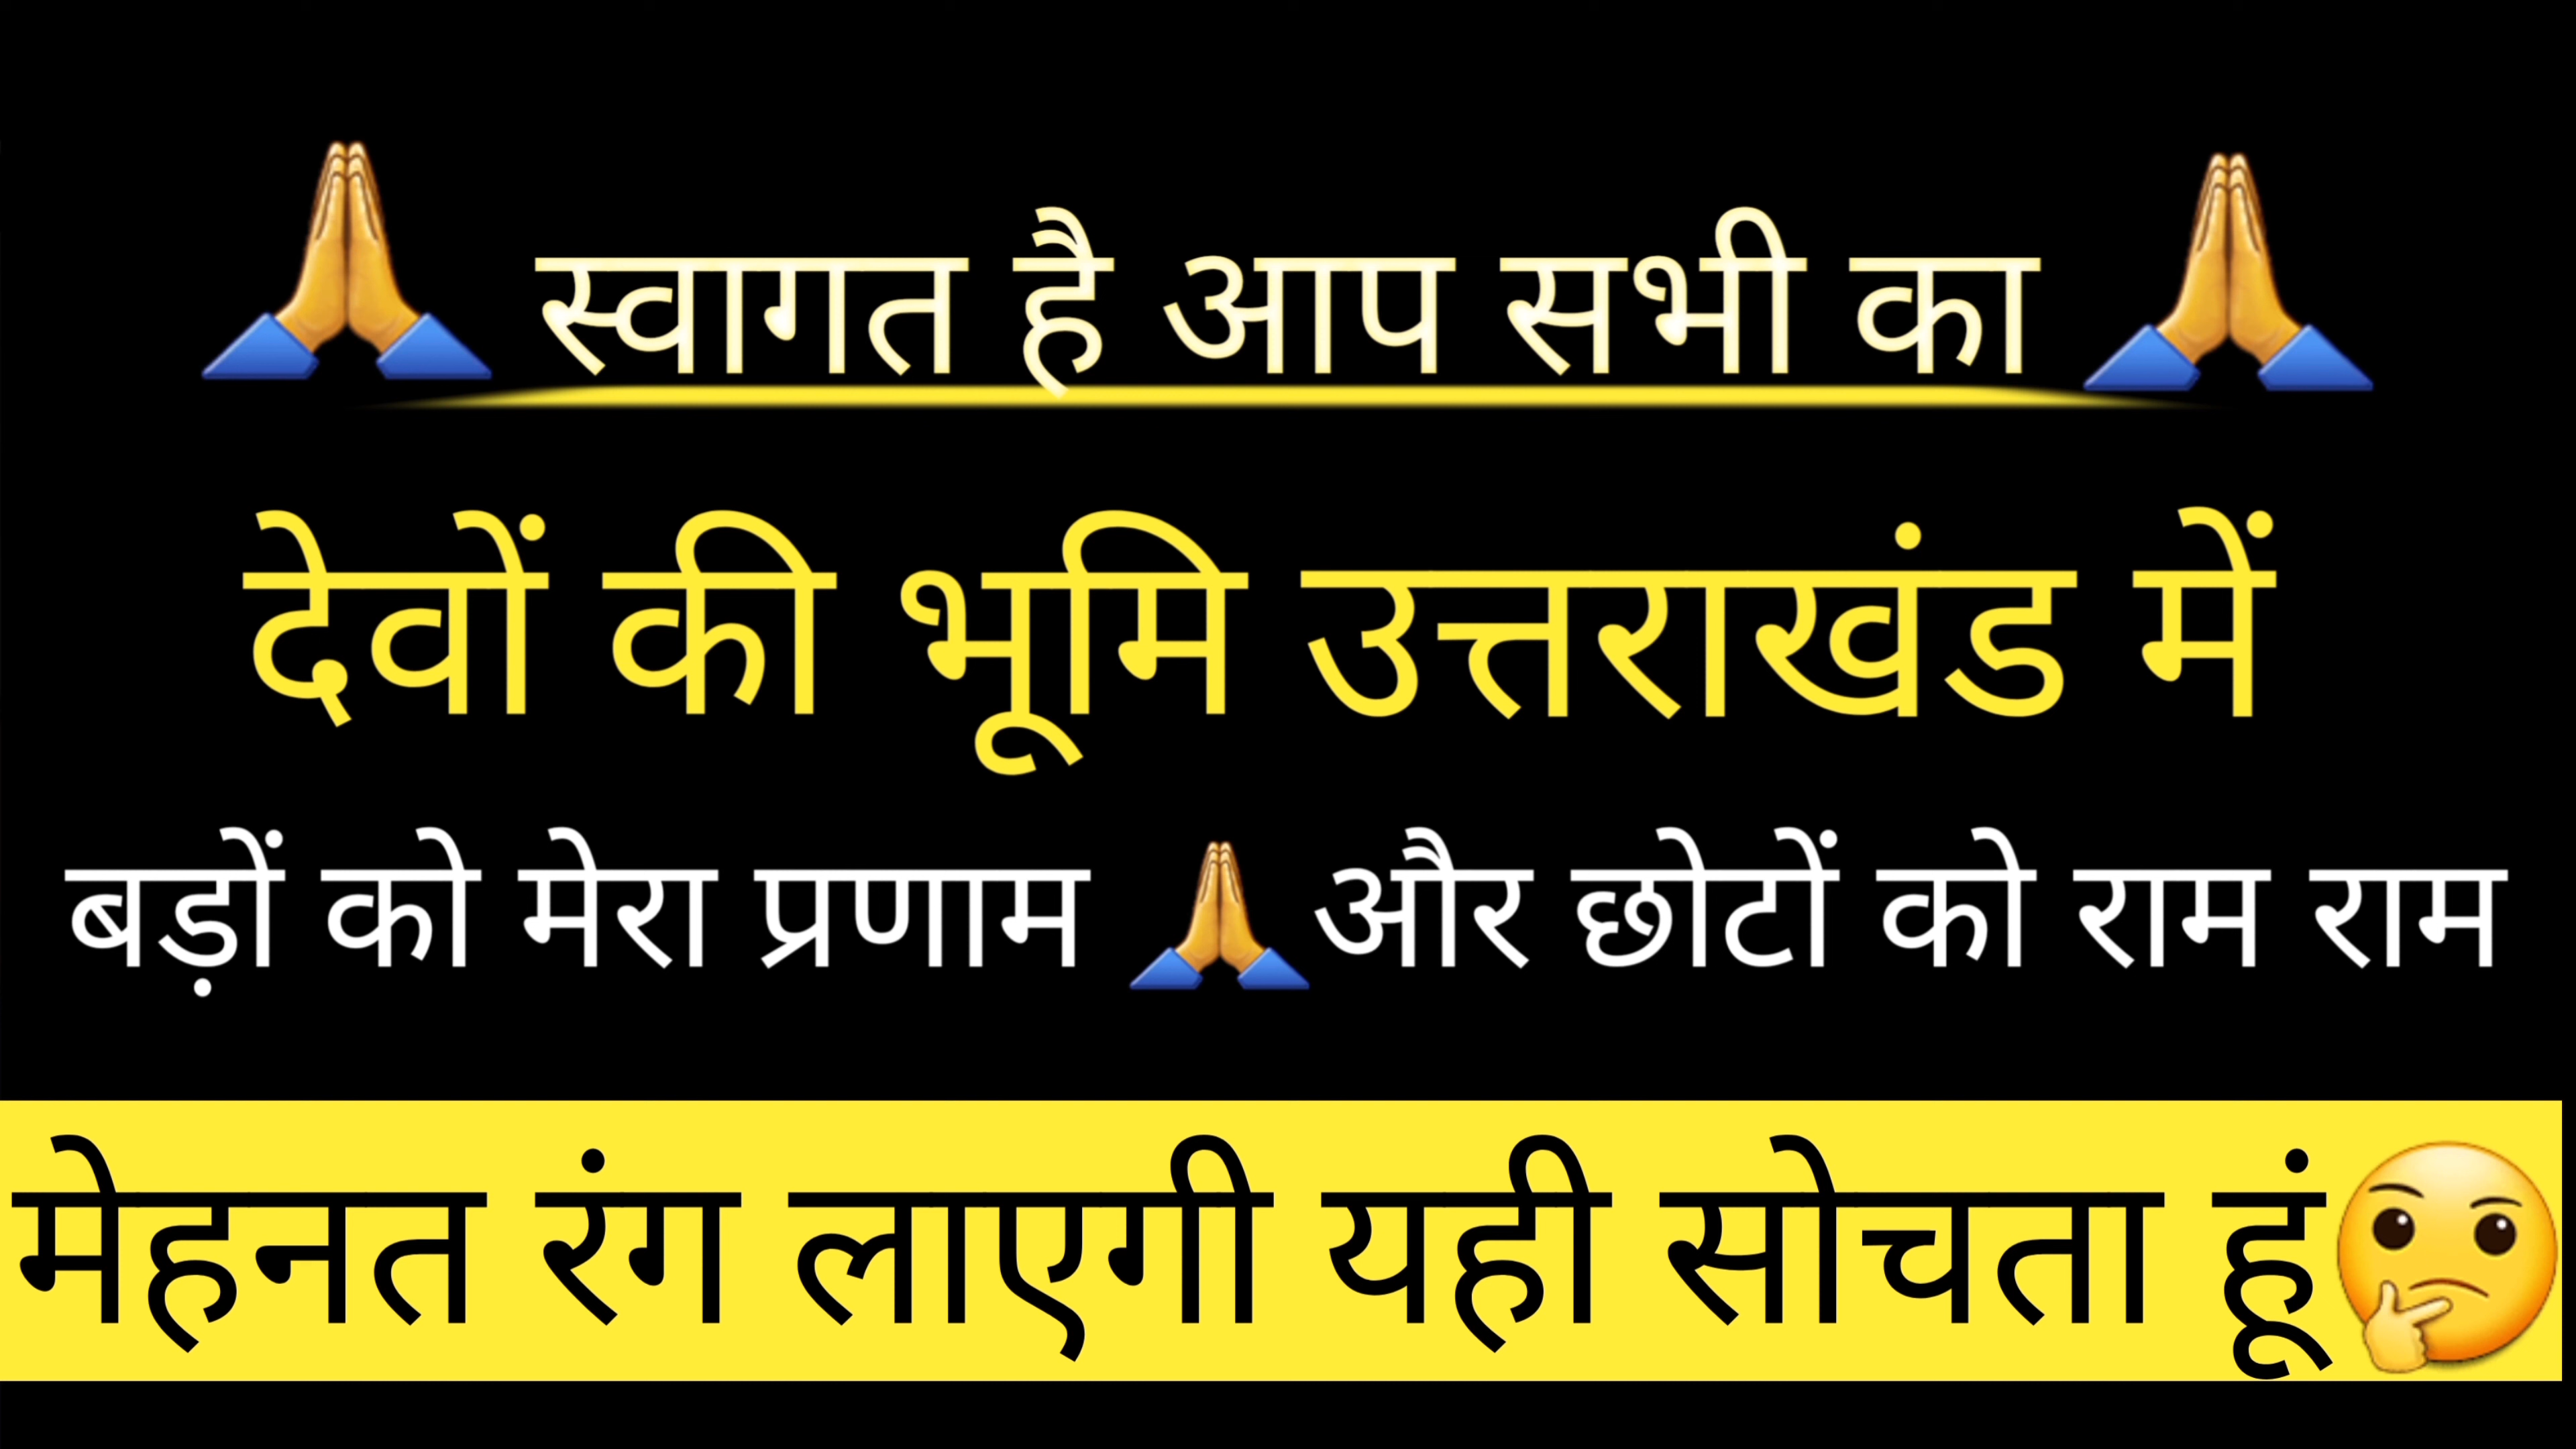 🙏 स्वागत है आप सभी का 🙏
देवों की भूमि उत्तराखंड में
बड़ों को मेरा प्रणाम 🙏और छोटों को राम राम
मेहनत रंग लाएगी यही सोचता हूं🤔